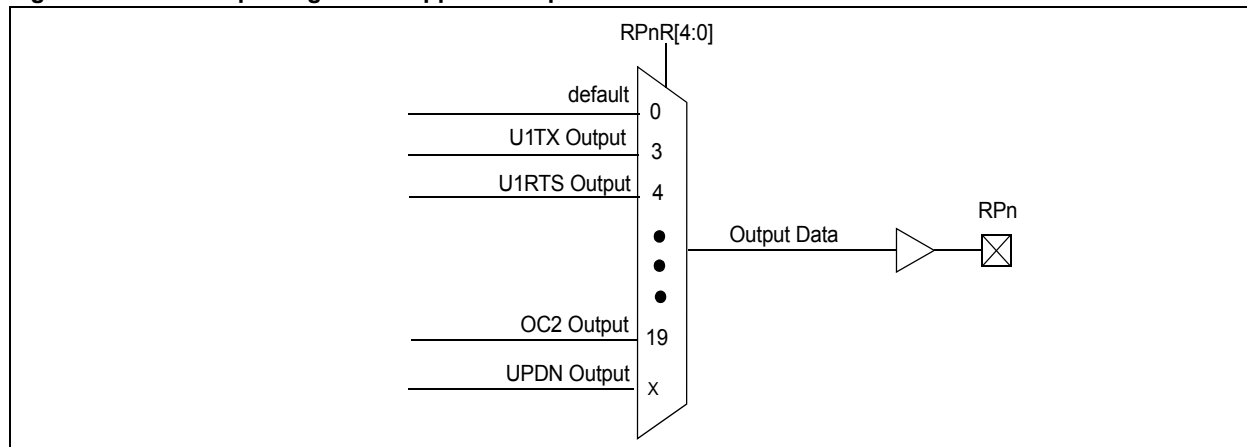 RPnR[4:0]
default
0
U1TX Output
3
U1RTS Output
4
RPn
Output Data
OC2 Output
19
UPDN Output
X